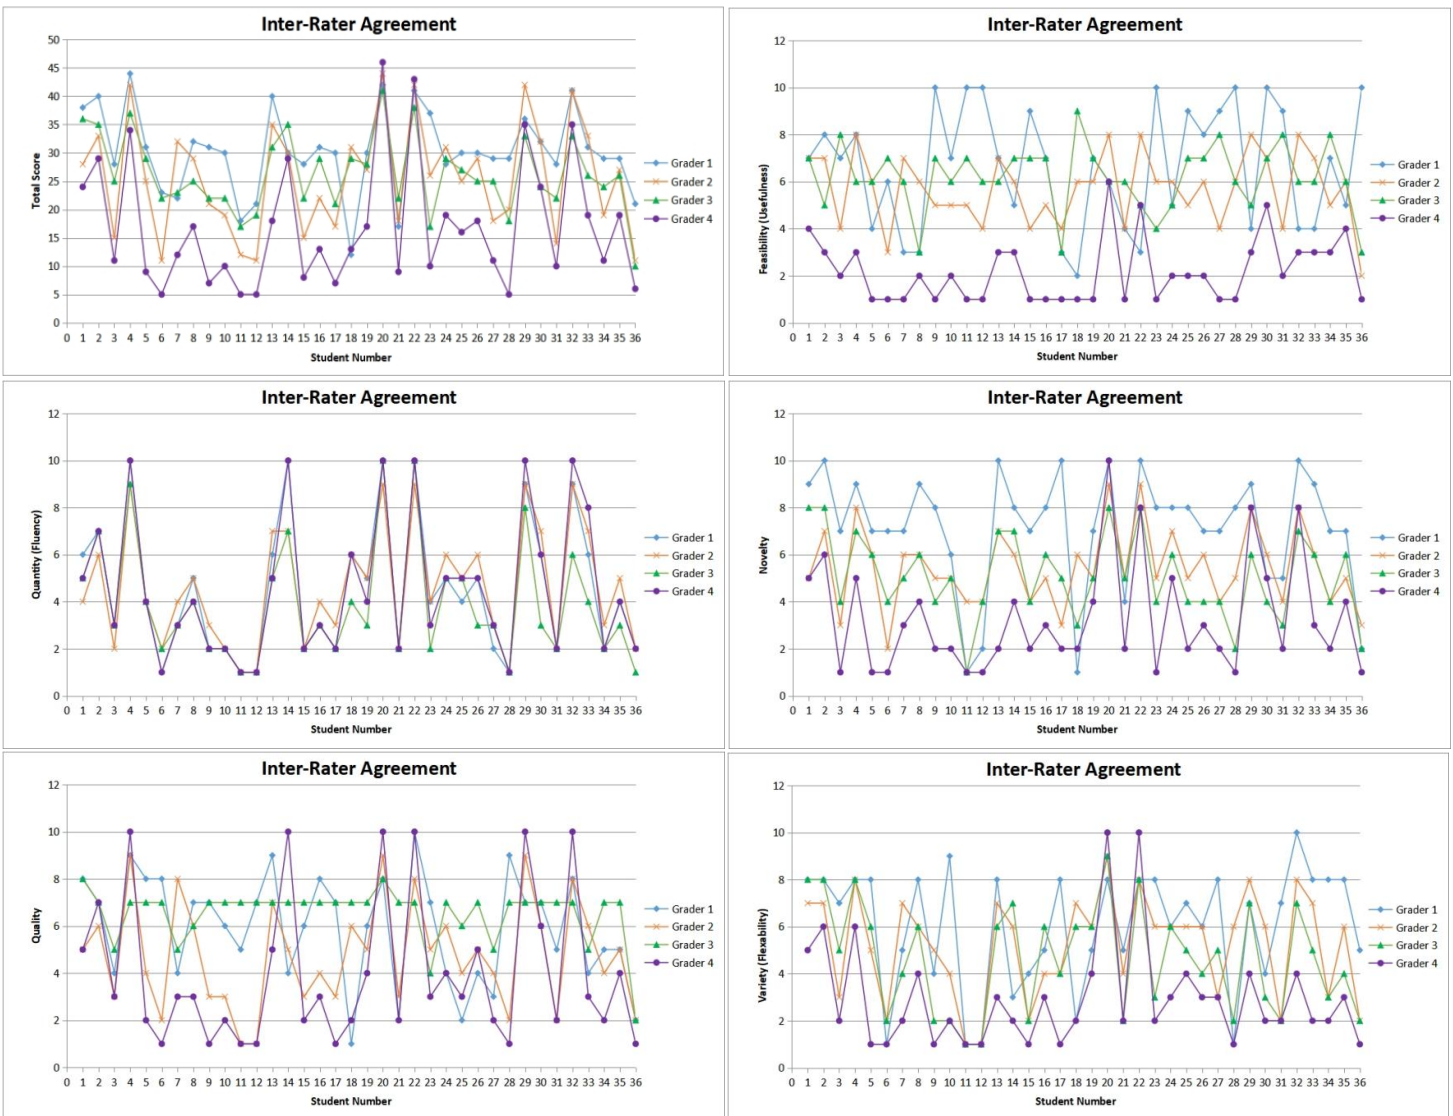 Inter-Rater Agreement
Total Score
50
45
40
35
30
25
20
15
10
5
0
0 1 2 3 4 5 6 7 8 9 10 11 12 13 14 15 16 17 18 19 20 21 22 23 24 25 26 27 28 29 30 31 32 33 34 35 36
Student Number
Grader 1
Grader 2
Grader 3
Grader 4
Inter-Rater Agreement
Feasibility (Usefulness)
12
10
8
6
4
2
0
0 1 2 3 4 5 6 7 8 9 10 11 12 13 14 15 16 17 18 19 20 21 22 23 24 25 26 27 28 29 30 31 32 33 34 35 36
Student Number
Grader 1
Grader 2
Grader 3
Grader 4
Inter-Rater Agreement
Quantity (Fluency)
12
10
8
6
4
2
0
0 1 2 3 4 5 6 7 8 9 10 11 12 13 14 15 16 17 18 19 20 21 22 23 24 25 26 27 28 29 30 31 32 33 34 35 36
Student Number
Grader 1
Grader 2
Grader 3
Grader 4
Inter-Rater Agreement
Novelty
12
10
8
6
4
2
0
0 1 2 3 4 5 6 7 8 9 10 11 12 13 14 15 16 17 18 19 20 21 22 23 24 25 26 27 28 29 30 31 32 33 34 35 36
Student Number
Grader 1
Grader 2
Grader 3
Grader 4
Inter-Rater Agreement
Quality
12
10
8
6
4
2
0
0 1 2 3 4 5 6 7 8 9 10 11 12 13 14 15 16 17 18 19 20 21 22 23 24 25 26 27 28 29 30 31 32 33 34 35 36
Student Number
Grader 1
Grader 2
Grader 3
Grader 4
Inter-Rater Agreement
Variety (Flexability)
12
10
8
6
4
2
0
0 1 2 3 4 5 6 7 8 9 10 11 12 13 14 15 16 17 18 19 20 21 22 23 24 25 26 27 28 29 30 31 32 33 34 35 36
Student Number
Grader 1
Grader 2
Grader 3
Grader 4